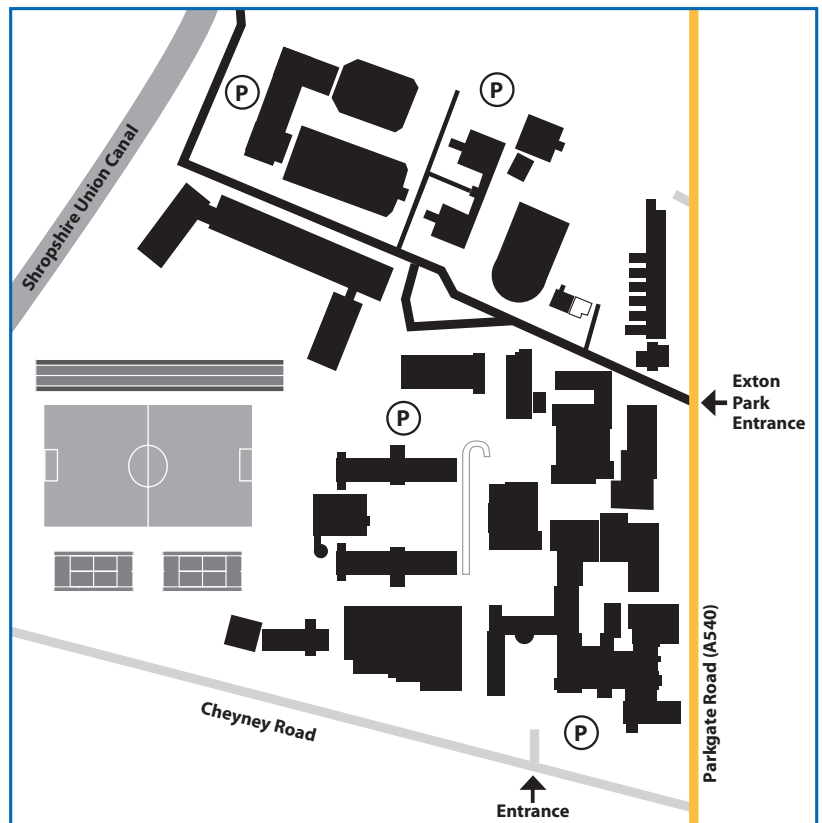 P
P
Shropshire Union Canal
Exton
Park
Entrance
P
Parkgate Road (A540)
Cheyney Road
P
Entrance